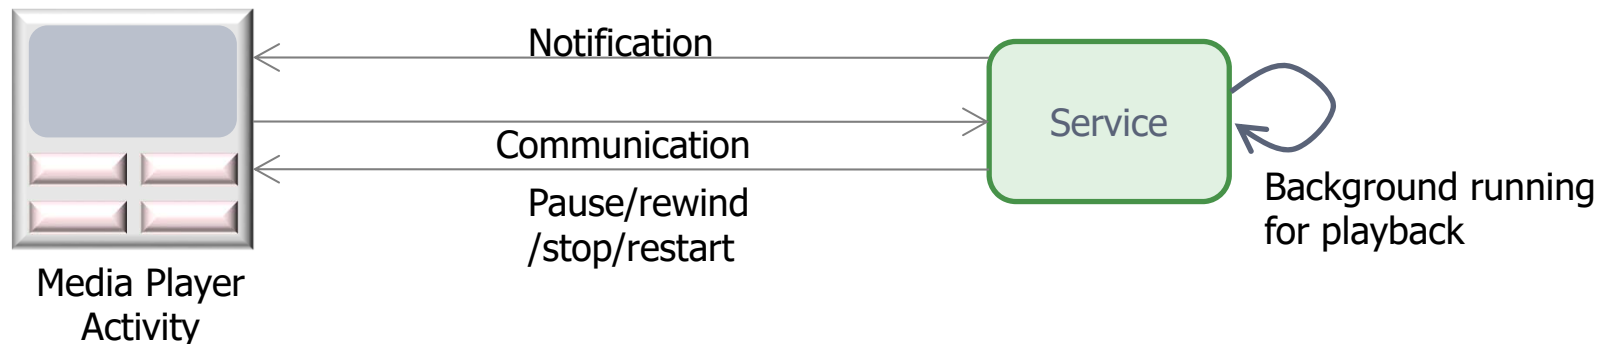 Notification
Service
Communication
Pause/rewind
/stop/restart
Background running
for playback
Media Player
Activity